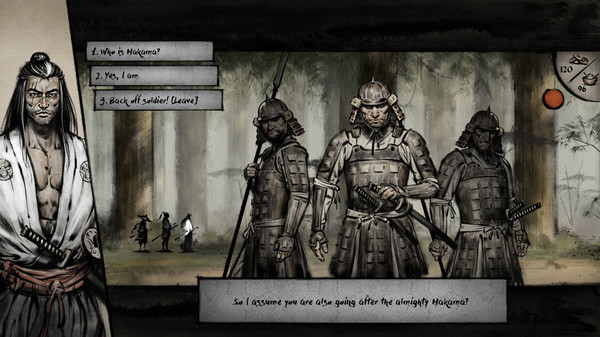 1. Who is Hakama?
2. Yes, I am.
3. Back off soldier! [Leave]
120
96
So I assume you are also going after the almighty Hakama?